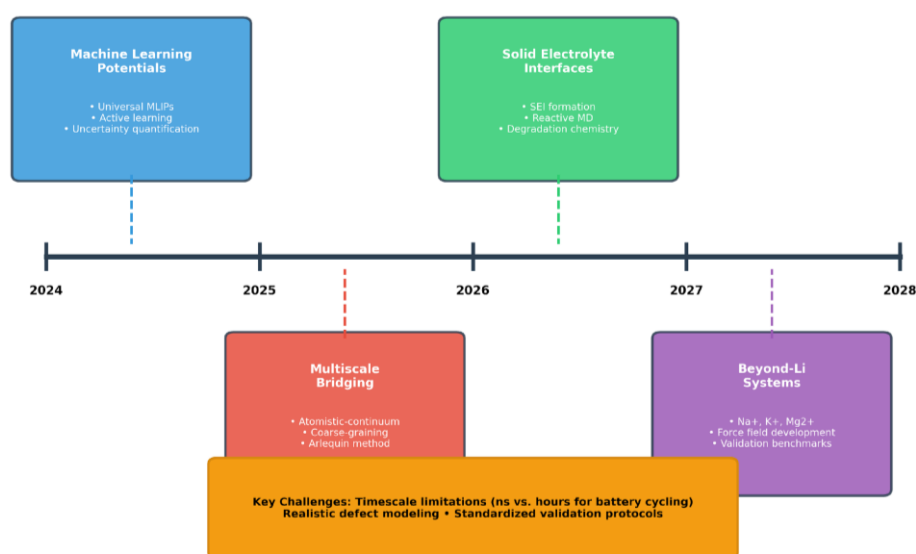 Machine Learning
Potentials
• Universal MLIPs
• Active learning
• Uncertainty quantification
Solid Electrolyte
Interfaces
• SEI formation
• Reactive MD
• Degradation chemistry
2024
2025
2026
2027
2028
Multiscale
Bridging
• Atomistic-continuum
• Coarse-graining
• Arlequin method
Beyond-Li
Systems
• Na+, K+, Mg2+
• Force field development
• Validation benchmarks
Key Challenges: Timescale limitations (ns vs. hours for battery cycling)
Realistic defect modeling • Standardized validation protocols